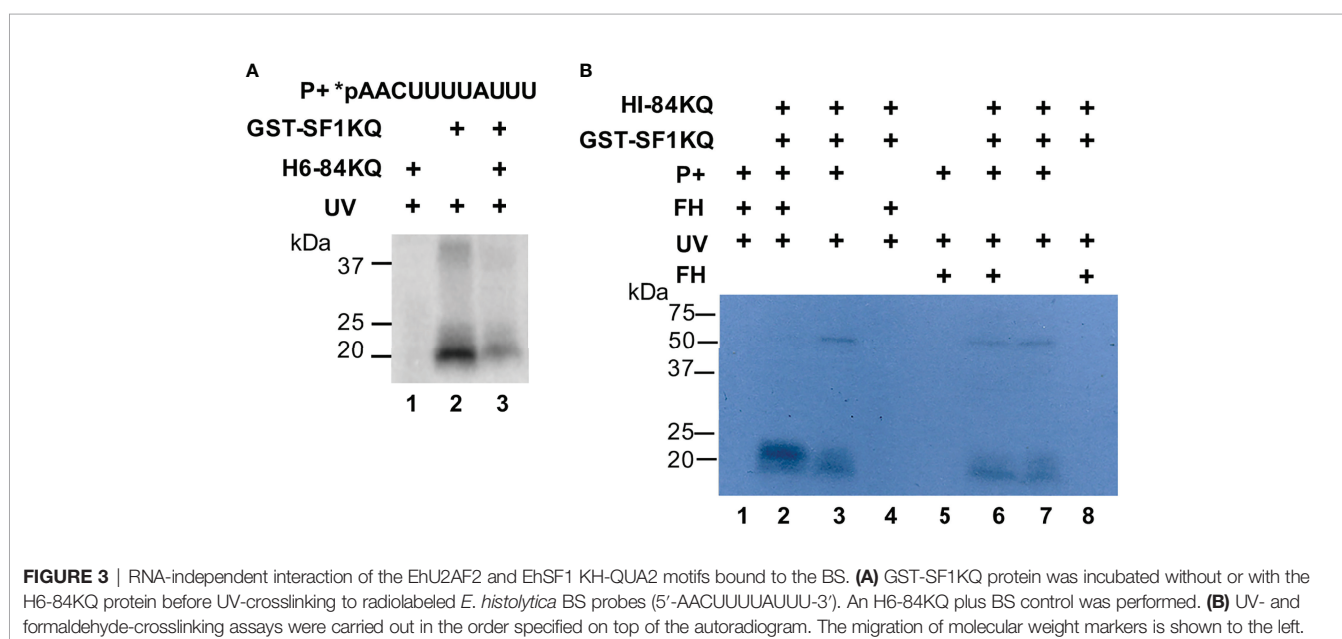 A
P+ *pAACUUUUAUUU
GST-SF1KQ + +
H6-84KQ + +
UV + + +
kDa
37
25
20
1 2 3
B
HI-84KQ + + + + + +
GST-SF1KQ + + + + + +
P+ + + + + + +
FH + + +
UV + + + + + + + +
FH + + +
kDa
75
50
37
25
20
1 2 3 4 5 6 7 8
FIGURE 3 | RNA-independent interaction of the EhU2AF2 and EhSF1 KH-QUA2 motifs bound to the BS. (A) GST-SF1KQ protein was incubated without or with the
H6-84KQ protein before UV-crosslinking to radiolabeled E. histolytica BS probes (5′-AACUUUUAUUU-3′). An H6-84KQ plus BS control was performed. (B) UV- and
formaldehyde-crosslinking assays were carried out in the order specified on top of the autoradiogram. The migration of molecular weight markers is shown to the left.